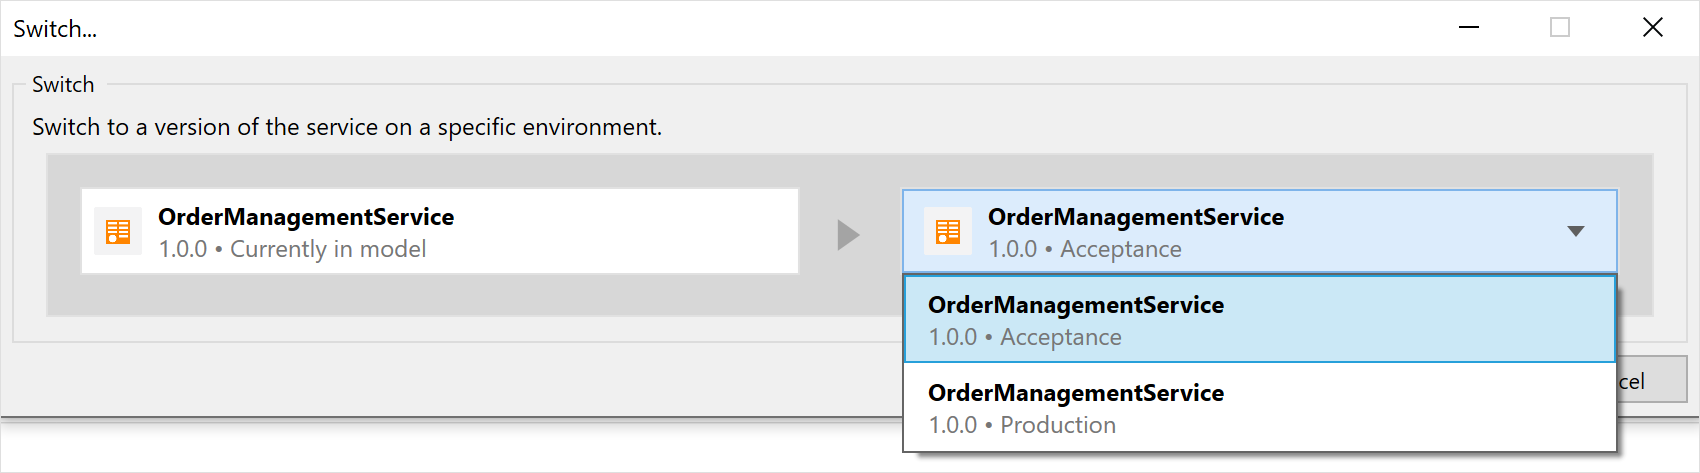 Switch...
Switch
Switch to a version of the service on a specific environment.
OrderManagementService
1.0.0 • Currently in model
OrderManagementService
1.0.0 • Acceptance
OrderManagementService
1.0.0 • Acceptance
OrderManagementService
1.0.0 • Production
cel